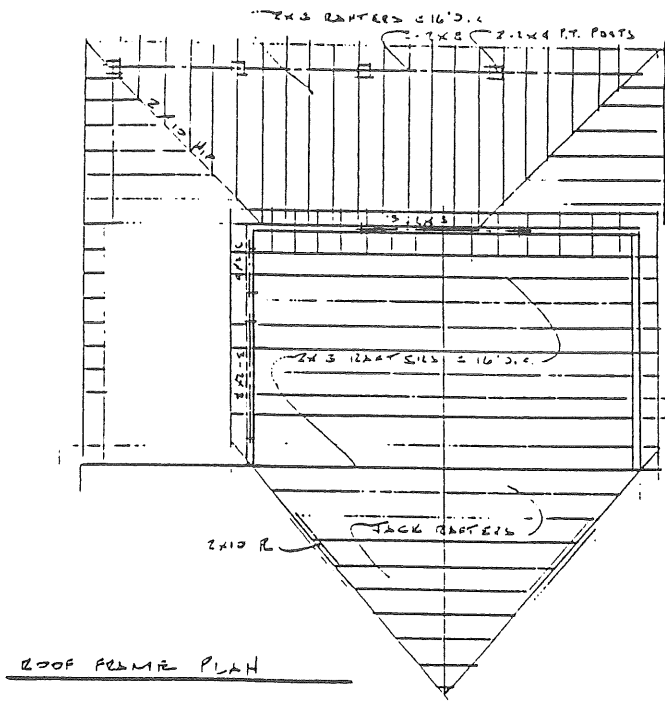 2x8 RAFTERS @ 16" O.C.
2-2x8
2-2x4 P.T. POSTS
2x10 HIP
2x8 RAFTERS @ 16" O.C.
JACK RAFTERS
2x10 R
ROOF FRAME PLAN